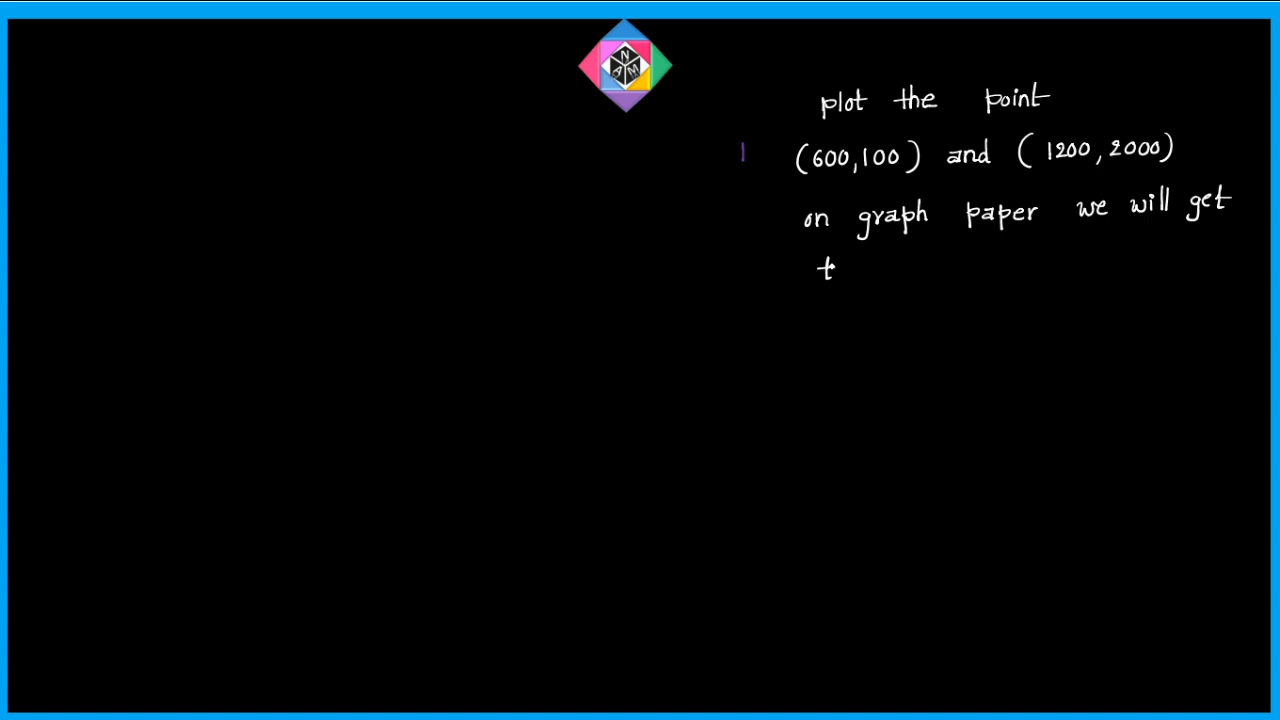 N
A M
plot the point
(600,100) and (1200, 2000)
on graph paper we will get
t